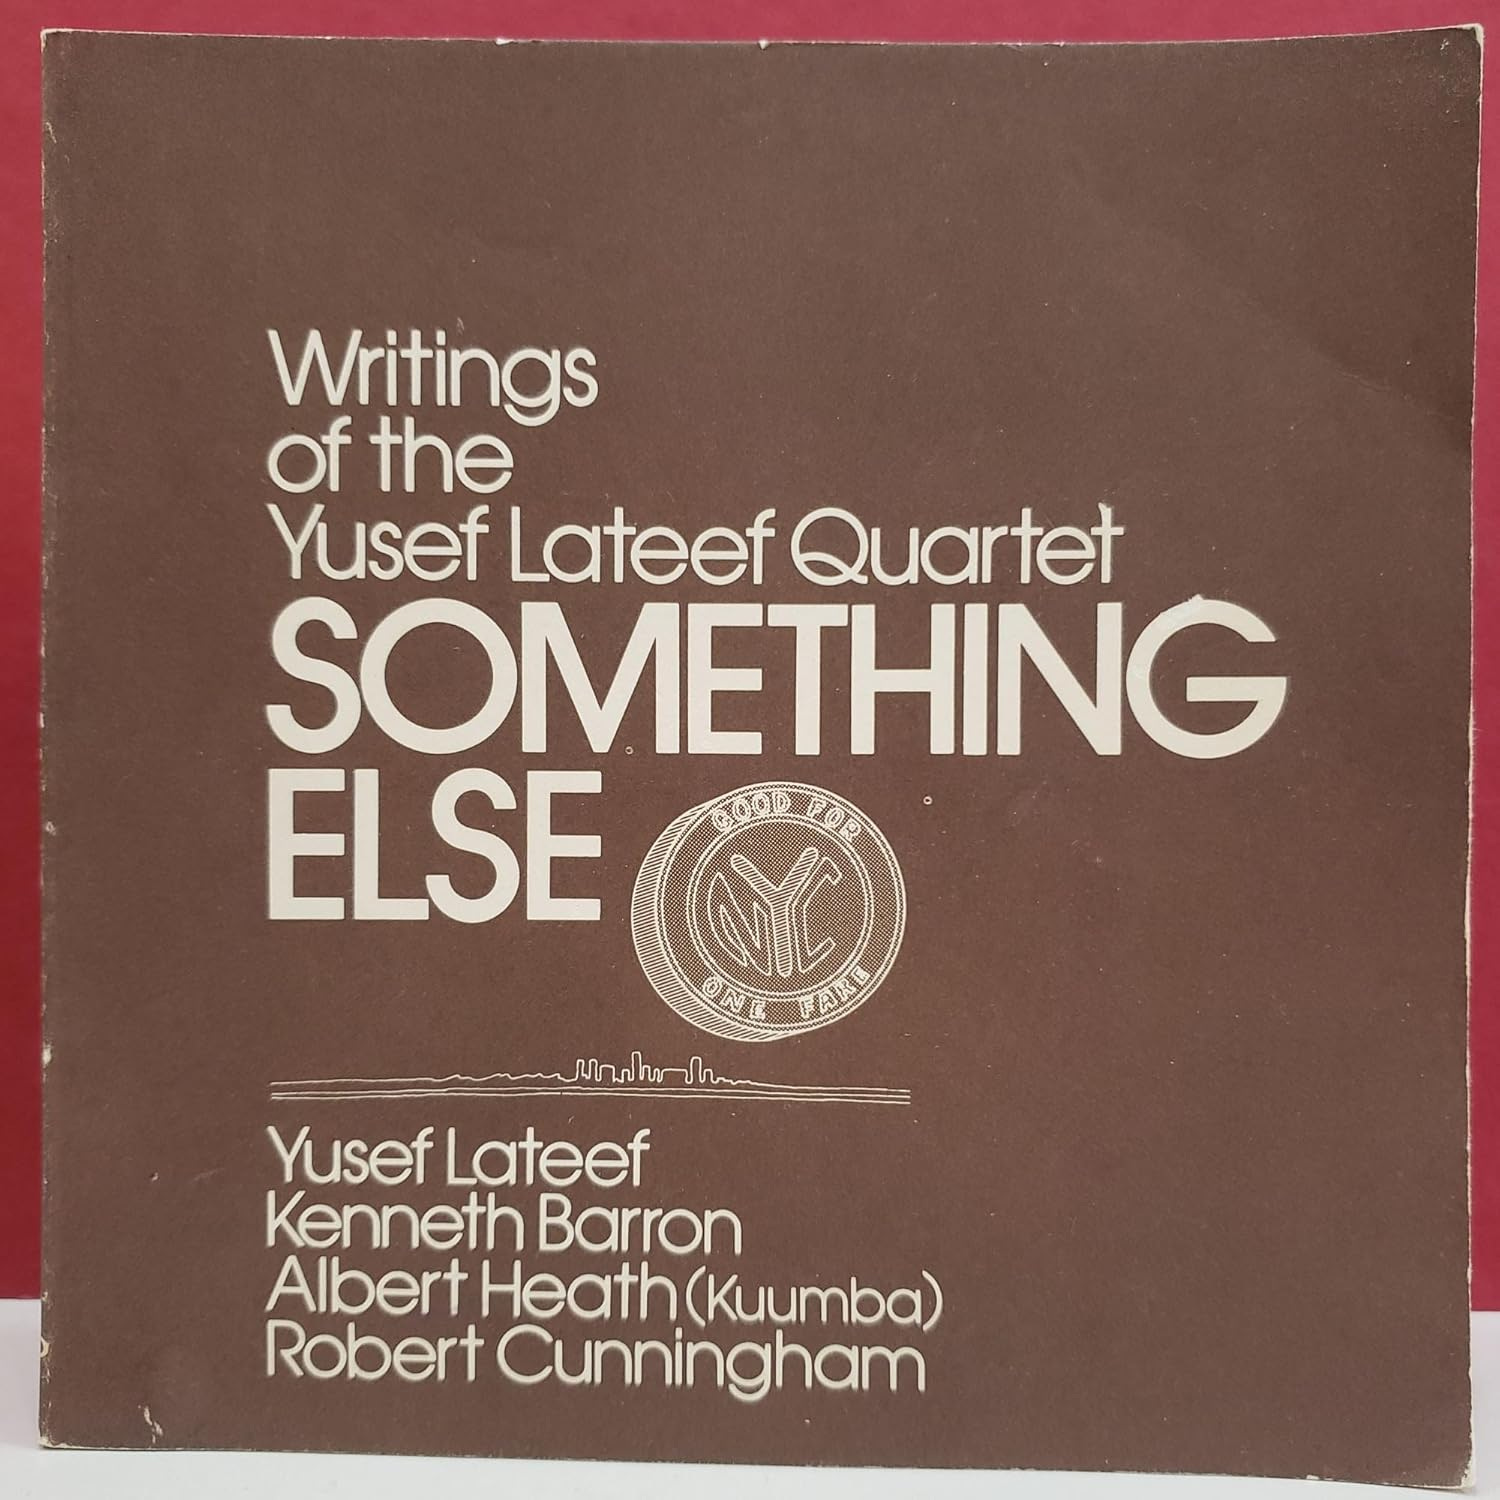 Writings
of the
Yusef Lateef Quartet
SOMETHING
ELSE
GOOD FOR
NYC
ONE FARE
Yusef Lateef
Kenneth Barron
Albert Heath (Kuumba)
Robert Cunningham